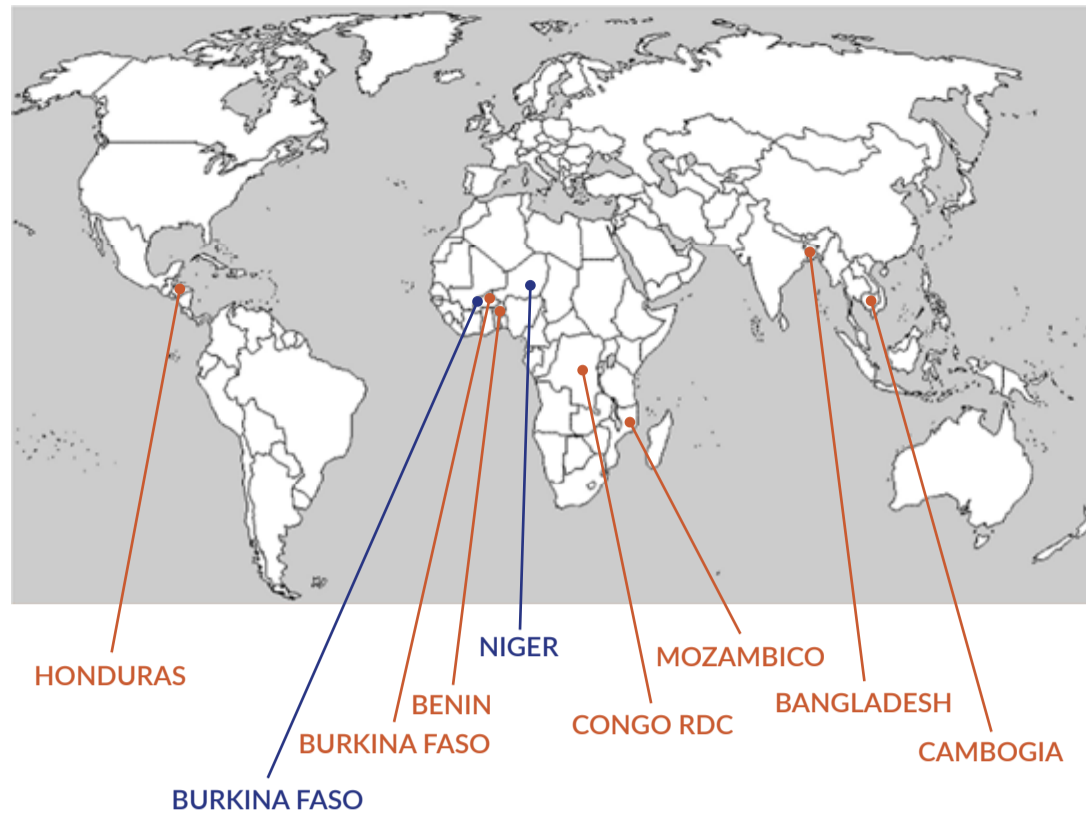 NIGER
MOZAMBICO
HONDURAS
BENIN
BANGLADESH
CONGO RDC
BURKINA FASO
CAMBOGIA
BURKINA FASO